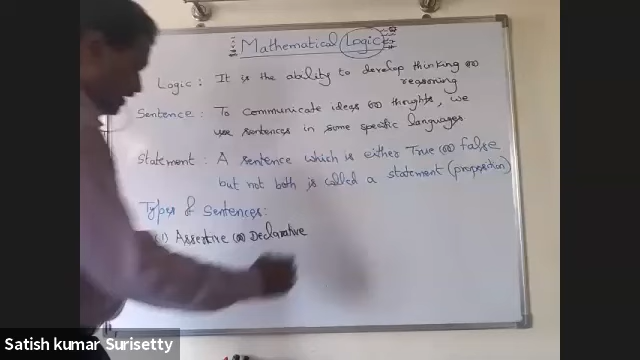 Mathematical Logic
Logic : It is the ability to develop thinking or
reasoning
Sentence : To communicate ideas or thoughts, we
use sentences in some specific languages.
Statement : A sentence which is either True or false
but not both is called a statement (proposition)
Types of Sentences:
(1) Assertive or Declarative
Satish kumar Surisetty